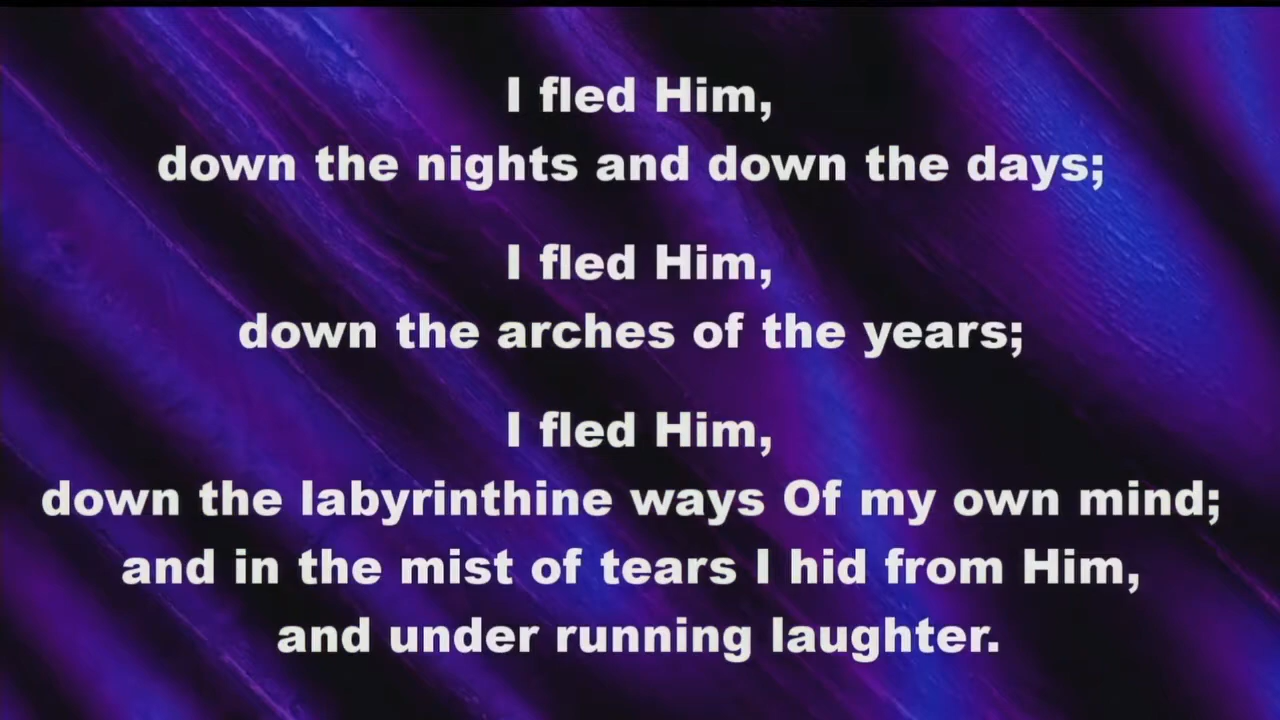 I fled Him,
down the nights and down the days;
I fled Him,
down the arches of the years;
I fled Him,
down the labyrinthine ways Of my own mind;
and in the mist of tears I hid from Him,
and under running laughter.